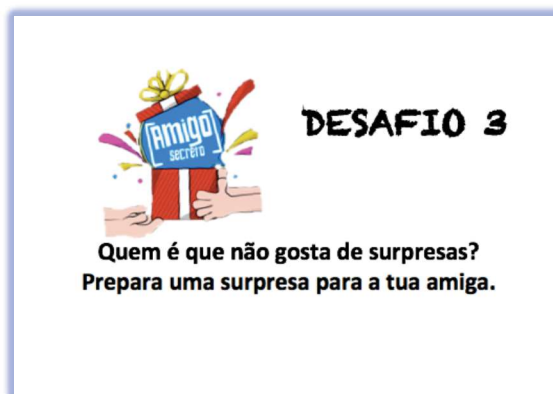 Amigo
secreto
DESAFIO 3
Quem é que não gosta de surpresas?
Prepara uma surpresa para a tua amiga.